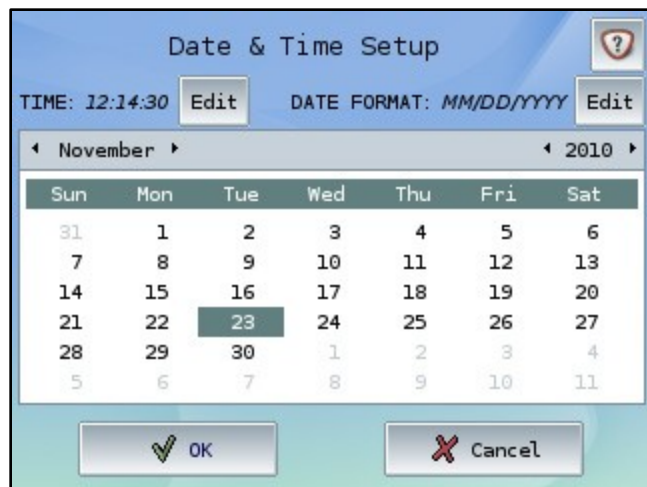 Date & Time Setup ?
TIME: 12:14:30 Edit DATE FORMAT: MM/DD/YYYY Edit
November 2010
Sun Mon Tue Wed Thu Fri Sat
31 1 2 3 4 5 6
7 8 9 10 11 12 13
14 15 16 17 18 19 20
21 22 23 24 25 26 27
28 29 30 1 2 3 4
5 6 7 8 9 10 11
OK Cancel